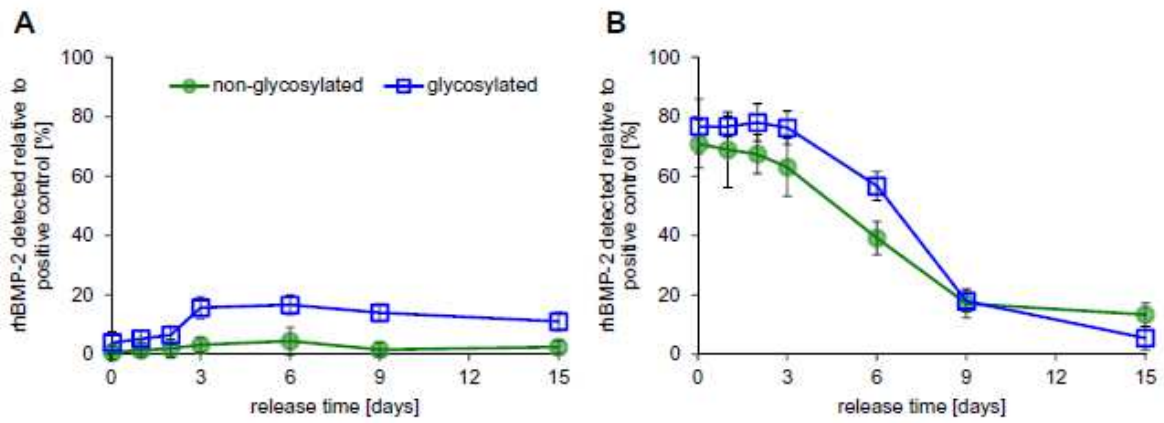 A
rhBMP-2 detected relative to
positive control [%]
100
80
60
40
20
0
non-glycosylated
glycosylated
0 3 6 9 12 15
release time [days]
B
rhBMP-2 detected relative to
positive control [%]
100
80
60
40
20
0
0 3 6 9 12 15
release time [days]